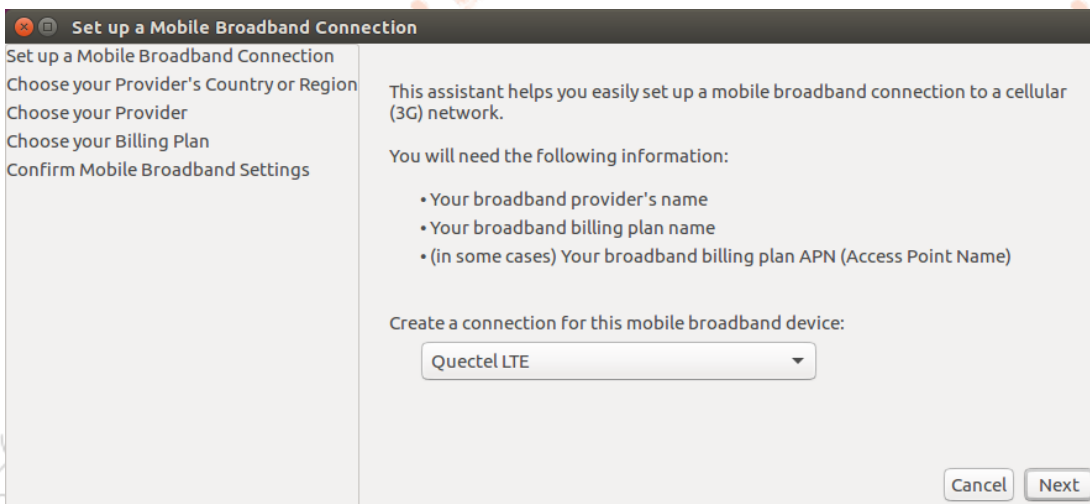 Set up a Mobile Broadband Connection
Set up a Mobile Broadband Connection
Choose your Provider's Country or Region
Choose your Provider
Choose your Billing Plan
Confirm Mobile Broadband Settings
This assistant helps you easily set up a mobile broadband connection to a cellular
(3G) network.
You will need the following information:
• Your broadband provider's name
• Your broadband billing plan name
• (in some cases) Your broadband billing plan APN (Access Point Name)
Create a connection for this mobile broadband device:
Quectel LTE
Cancel Next